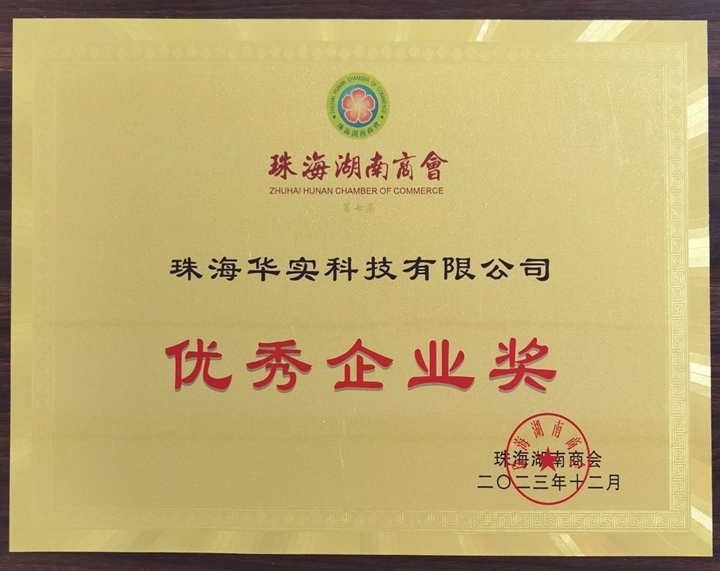 ZHUHAI HUNAN CHAMBER OF COMMERCE
珠海湖南商會
珠海湖南商會
ZHUHAI HUNAN CHAMBER OF COMMERCE
第七届
珠海华实科技有限公司
优秀企业奖
珠海湖南商会
珠海湖南商会
二〇二三年十二月